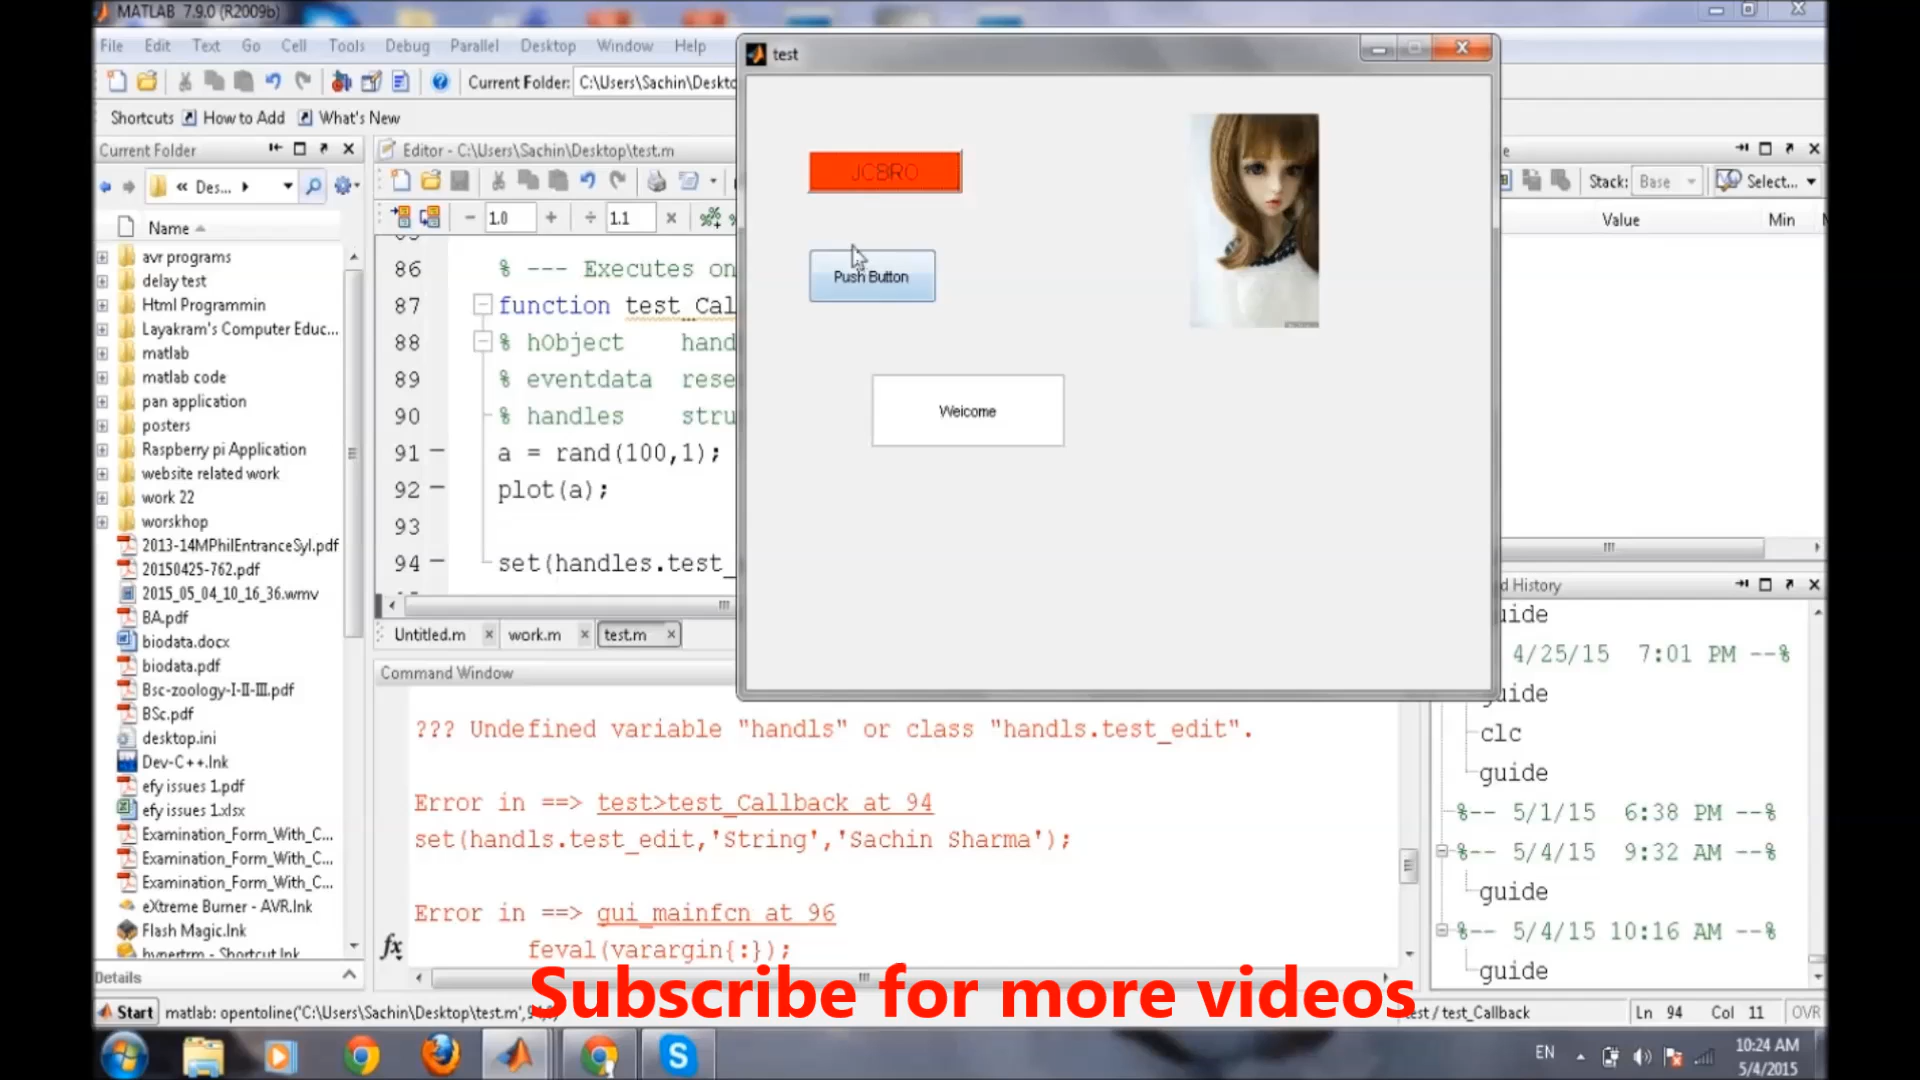 MATLAB 7.9.0 (R2009b)
File Edit Text Go Cell Tools Debug Parallel Desktop Window Help
Current Folder: C:\Users\Sachin\Deskto
Shortcuts How to Add What's New
Current Folder
« Des...
Name
avr programs
delay test
Html Programmin
Layakram's Computer Educ...
matlab
matlab code
pan application
posters
Raspberry pi Application
website related work
work 22
worskhop
2013-14MPhilEntranceSyl.pdf
20150425-762.pdf
2015_05_04_10_16_36.wmv
BA.pdf
biodata.docx
biodata.pdf
Bsc-zoology-I-II-III.pdf
BSc.pdf
desktop.ini
Dev-C++.lnk
efy issues 1.pdf
efy issues 1.xlsx
Examination_Form_With_C...
Examination_Form_With_C...
Examination_Form_With_C...
eXtreme Burner - AVR.lnk
Flash Magic.lnk
hypertrm - Shortcut.lnk
Details
Editor - C:\Users\Sachin\Desktop\test.m
− 1.0 + ÷ 1.1 ×
86 % --- Executes on
87 function test_Cal
88 % hObject hand
89 % eventdata rese
90 % handles stru
91 a = rand(100,1);
92 plot(a);
93
94 set(handles.test_
Untitled.m × work.m × test.m ×
Command Window
??? Undefined variable "handls" or class "handls.test_edit".
Error in ==> test>test_Callback at 94
set(handls.test_edit,'String','Sachin Sharma');
Error in ==> gui_mainfcn at 96
feval(varargin{:});
fx
test
JCBRO
Push Button
Welcome
Stack: Base Select...
Value Min
d History
uide
4/25/15 7:01 PM --%
uide
clc
guide
%-- 5/1/15 6:38 PM --%
%-- 5/4/15 9:32 AM --%
guide
%-- 5/4/15 10:16 AM --%
guide
Subscribe for more videos
Start matlab: opentoline('C:\Users\Sachin\Desktop\test.m',94
test / test_Callback Ln 94 Col 11 OVR
EN
10:24 AM
5/4/2015